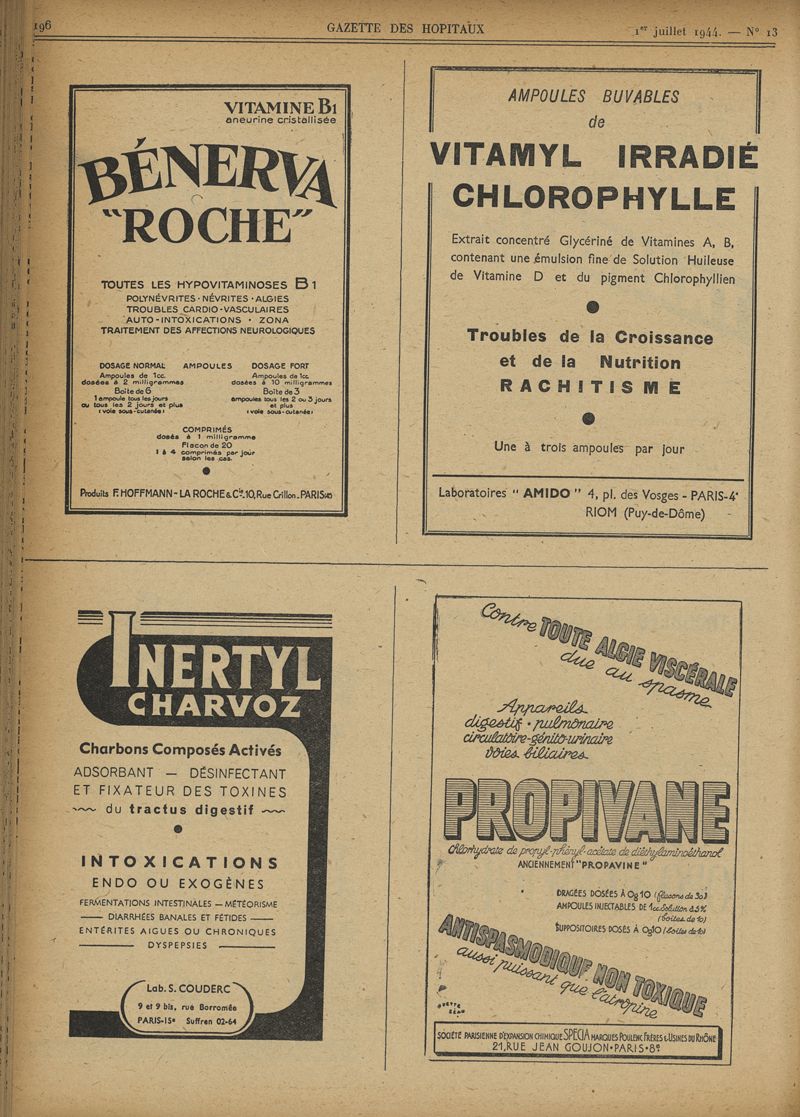 196
GAZETTE DES HOPITAUX
1er juillet 1944. — N° 13
VITAMINE B1
aneurine cristallisée
BÉNERVA
"ROCHE"
TOUTES LES HYPOVITAMINOSES B1
POLYNÉVRITES · NÉVRITES · ALGIES
TROUBLES CARDIO-VASCULAIRES
AUTO-INTOXICATIONS · ZONA
TRAITEMENT DES AFFECTIONS NEUROLOGIQUES
DOSAGE NORMAL AMPOULES DOSAGE FORT
Ampoules de 1cc.
dosées à 2 milligrammes
Boîte de 6
1 ampoule tous les jours
ou tous les 2 jours et plus
(voie sous-cutanée)
Ampoules de 1cc.
dosées à 10 milligrammes
Boîte de 3
ampoules tous les 2 ou 3 jours
et plus
(voie sous-cutanée)
COMPRIMÉS
dosés à 1 milligramme
Flacon de 20
1 à 4 comprimés par jour
selon les cas.
Produits F. HOFFMANN-LA ROCHE & Cie. 10, Rue Crillon. PARIS
AMPOULES BUVABLES
de
VITAMYL IRRADIÉ
CHLOROPHYLLE
Extrait concentré Glycériné de Vitamines A, B,
contenant une émulsion fine de Solution Huileuse
de Vitamine D et du pigment Chlorophyllien
Troubles de la Croissance
et de la Nutrition
RACHITISME
Une à trois ampoules par jour
Laboratoires "AMIDO" 4, pl. des Vosges - PARIS-4e
RIOM (Puy-de-Dôme)
INERTYL
CHARVOZ
Charbons Composés Activés
ADSORBANT — DÉSINFECTANT
ET FIXATEUR DES TOXINES
du tractus digestif
INTOXICATIONS
ENDO OU EXOGÈNES
FERMENTATIONS INTESTINALES — MÉTÉORISME
DIARRHÉES BANALES ET FÉTIDES
ENTÉRITES AIGUES OU CHRONIQUES
DYSPEPSIES
Lab. S. COUDERC
9 et 9 bis, rue Borromée
PARIS-15e Suffren 02-64
Contre TOUTE ALGIE VISCÉRALE
due au spasme
Appareils
digestif · pulmonaire
circulatoire-génito-urinaire
Voies biliaires
PROPIVANE
Chlorhydrate de propyl-phényl-acétate de diéthylaminoéthanol
ANCIENNEMENT "PROPAVINE"
DRAGÉES DOSÉES À 0g10 (flacons de 30)
AMPOULES INJECTABLES DE 1cc.
(boîtes de 10)
SUPPOSITOIRES DOSÉS À 0g10 (boîtes de 10)
ANTISPASMODIQUE NON TOXIQUE
aussi puissant que l'atropine
SOCIÉTÉ PARISIENNE D'EXPANSION CHIMIQUE SPECIA MARQUES POULENC FRÈRES & USINES DU RHÔNE
21, RUE JEAN GOUJON · PARIS · 8e